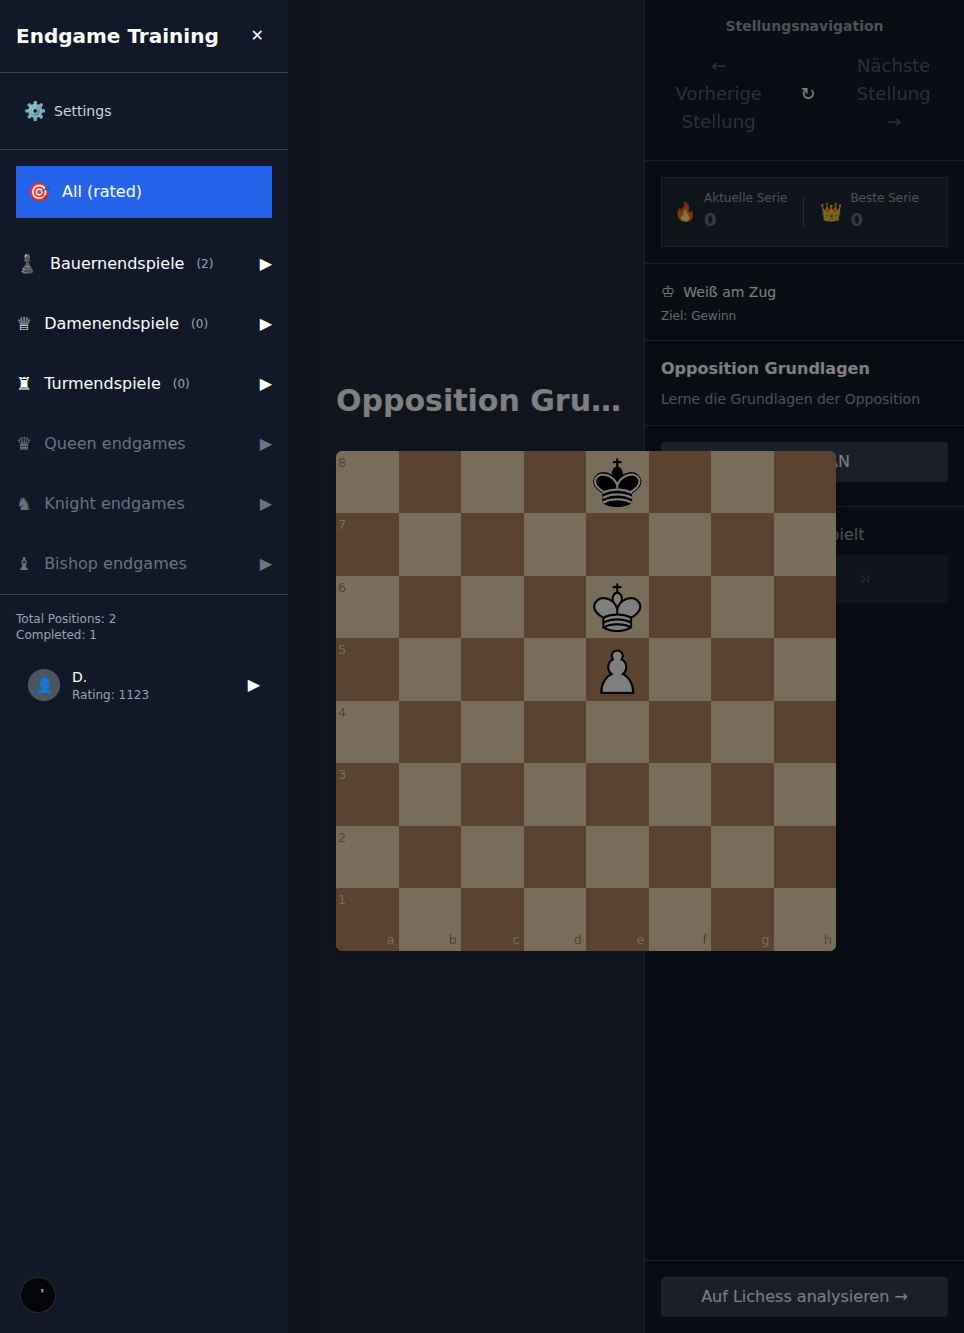 Endgame Training ✕
⚙️ Settings
🎯 All (rated)
♟ Bauernendspiele (2) ▶
♕ Damenendspiele (0) ▶
♜ Turmendspiele (0) ▶
♛ Queen endgames ▶
♞ Knight endgames ▶
♝ Bishop endgames ▶
Total Positions: 2
Completed: 1
D.
Rating: 1123 ▶
Opposition Gru...
8
7
6
5
4
3
2
1
a b c d e f g h
Stellungsnavigation
←
Vorherige
Stellung
↻
Nächste
Stellung
→
Aktuelle Serie
0
Beste Serie
0
♔ Weiß am Zug
Ziel: Gewinn
Opposition Grundlagen
Lerne die Grundlagen der Opposition
Auf Lichess analysieren →